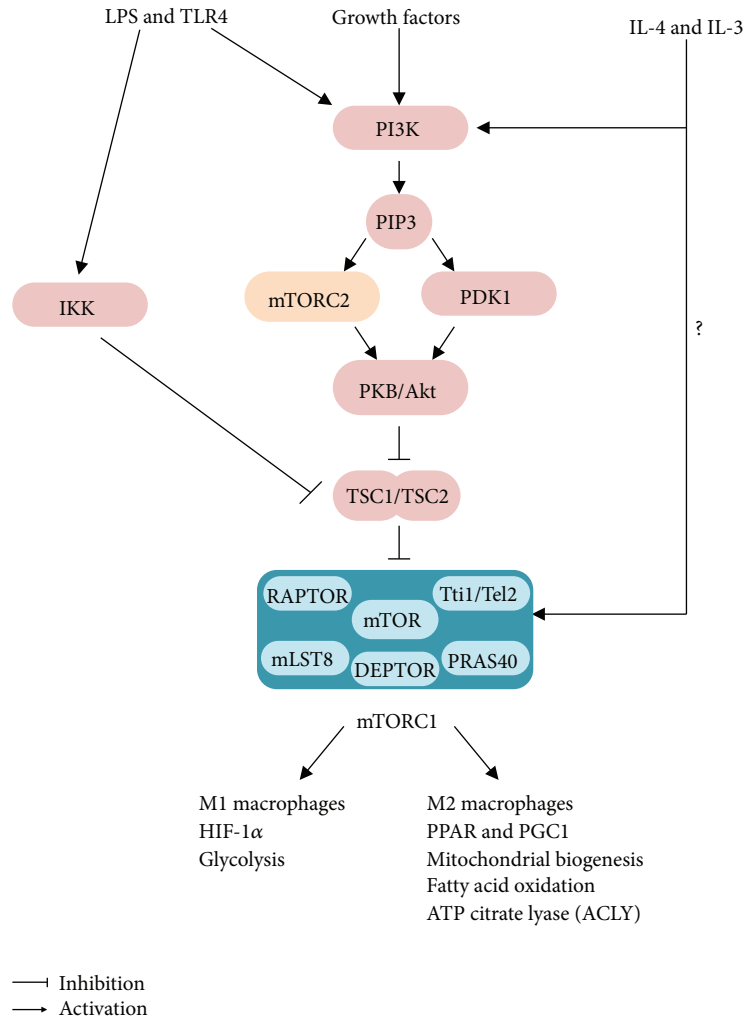 LPS and TLR4
Growth factors
IL-4 and IL-3
PI3K
PIP3
mTORC2
PDK1
IKK
?
PKB/Akt
TSC1/TSC2
RAPTOR
Tti1/Tel2
mTOR
mLST8
DEPTOR
PRAS40
mTORC1
M1 macrophages
HIF-1α
Glycolysis
M2 macrophages
PPAR and PGC1
Mitochondrial biogenesis
Fatty acid oxidation
ATP citrate lyase (ACLY)
Inhibition
Activation